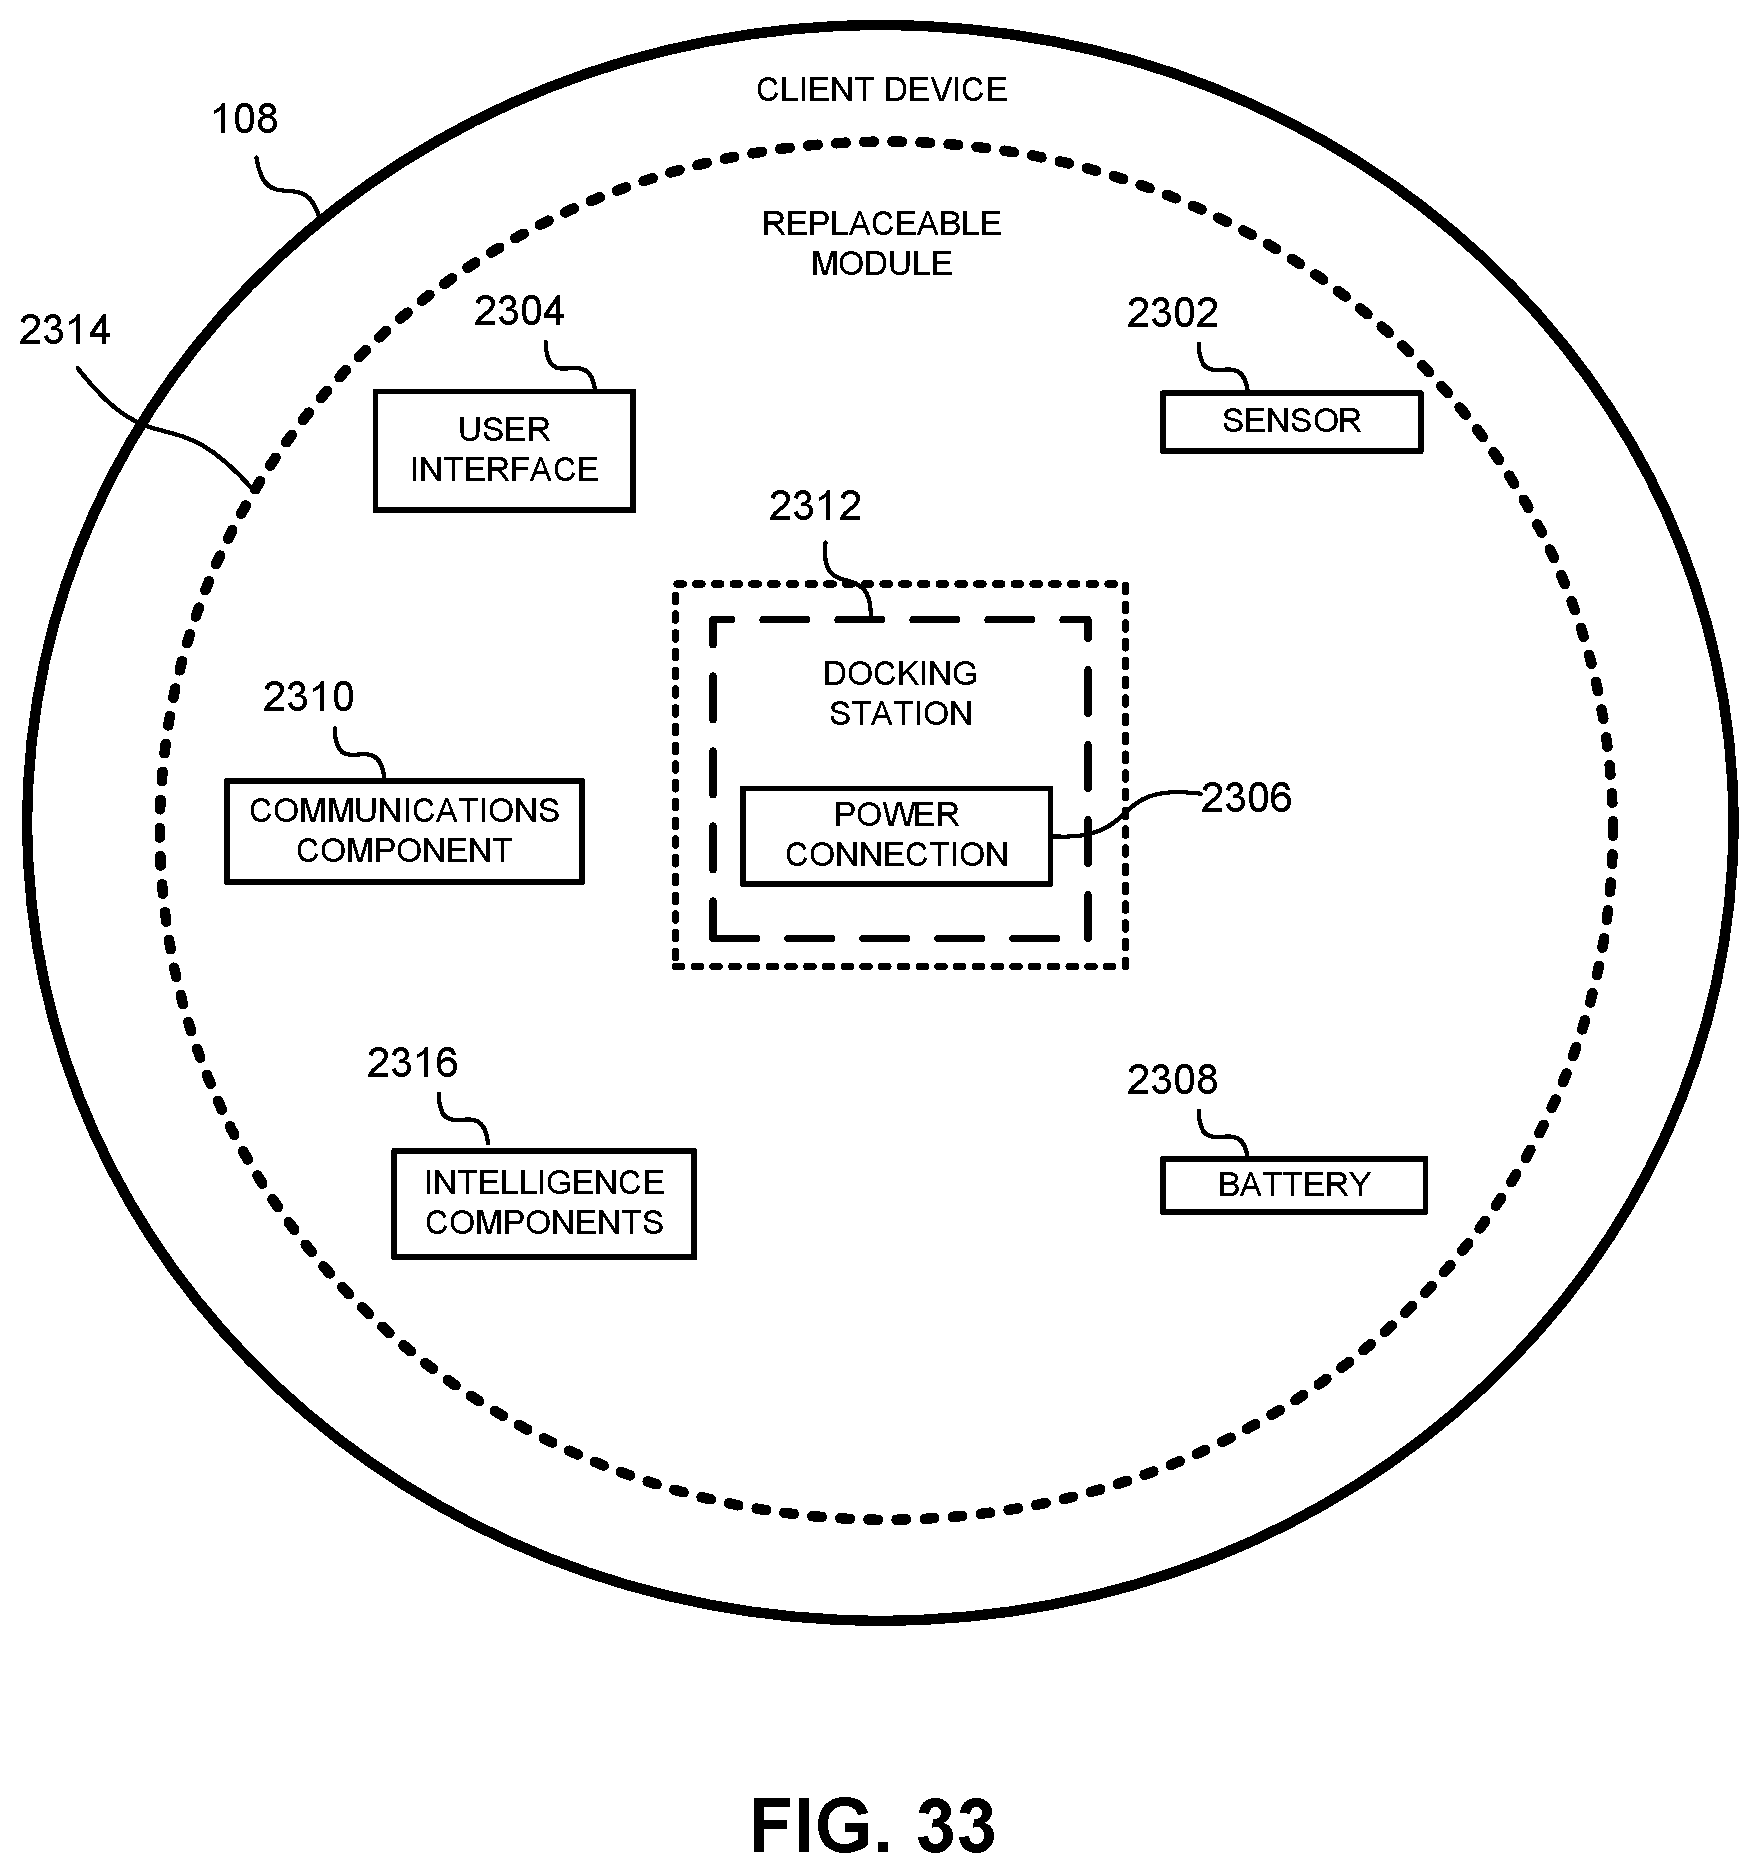 CLIENT DEVICE
108
REPLACEABLE
MODULE
2304
2302
2314
USER
INTERFACE
SENSOR
2312
DOCKING
STATION
2310
2306
COMMUNICATIONS
COMPONENT
POWER
CONNECTION
2316
2308
INTELLIGENCE
COMPONENTS
BATTERY
FIG. 33